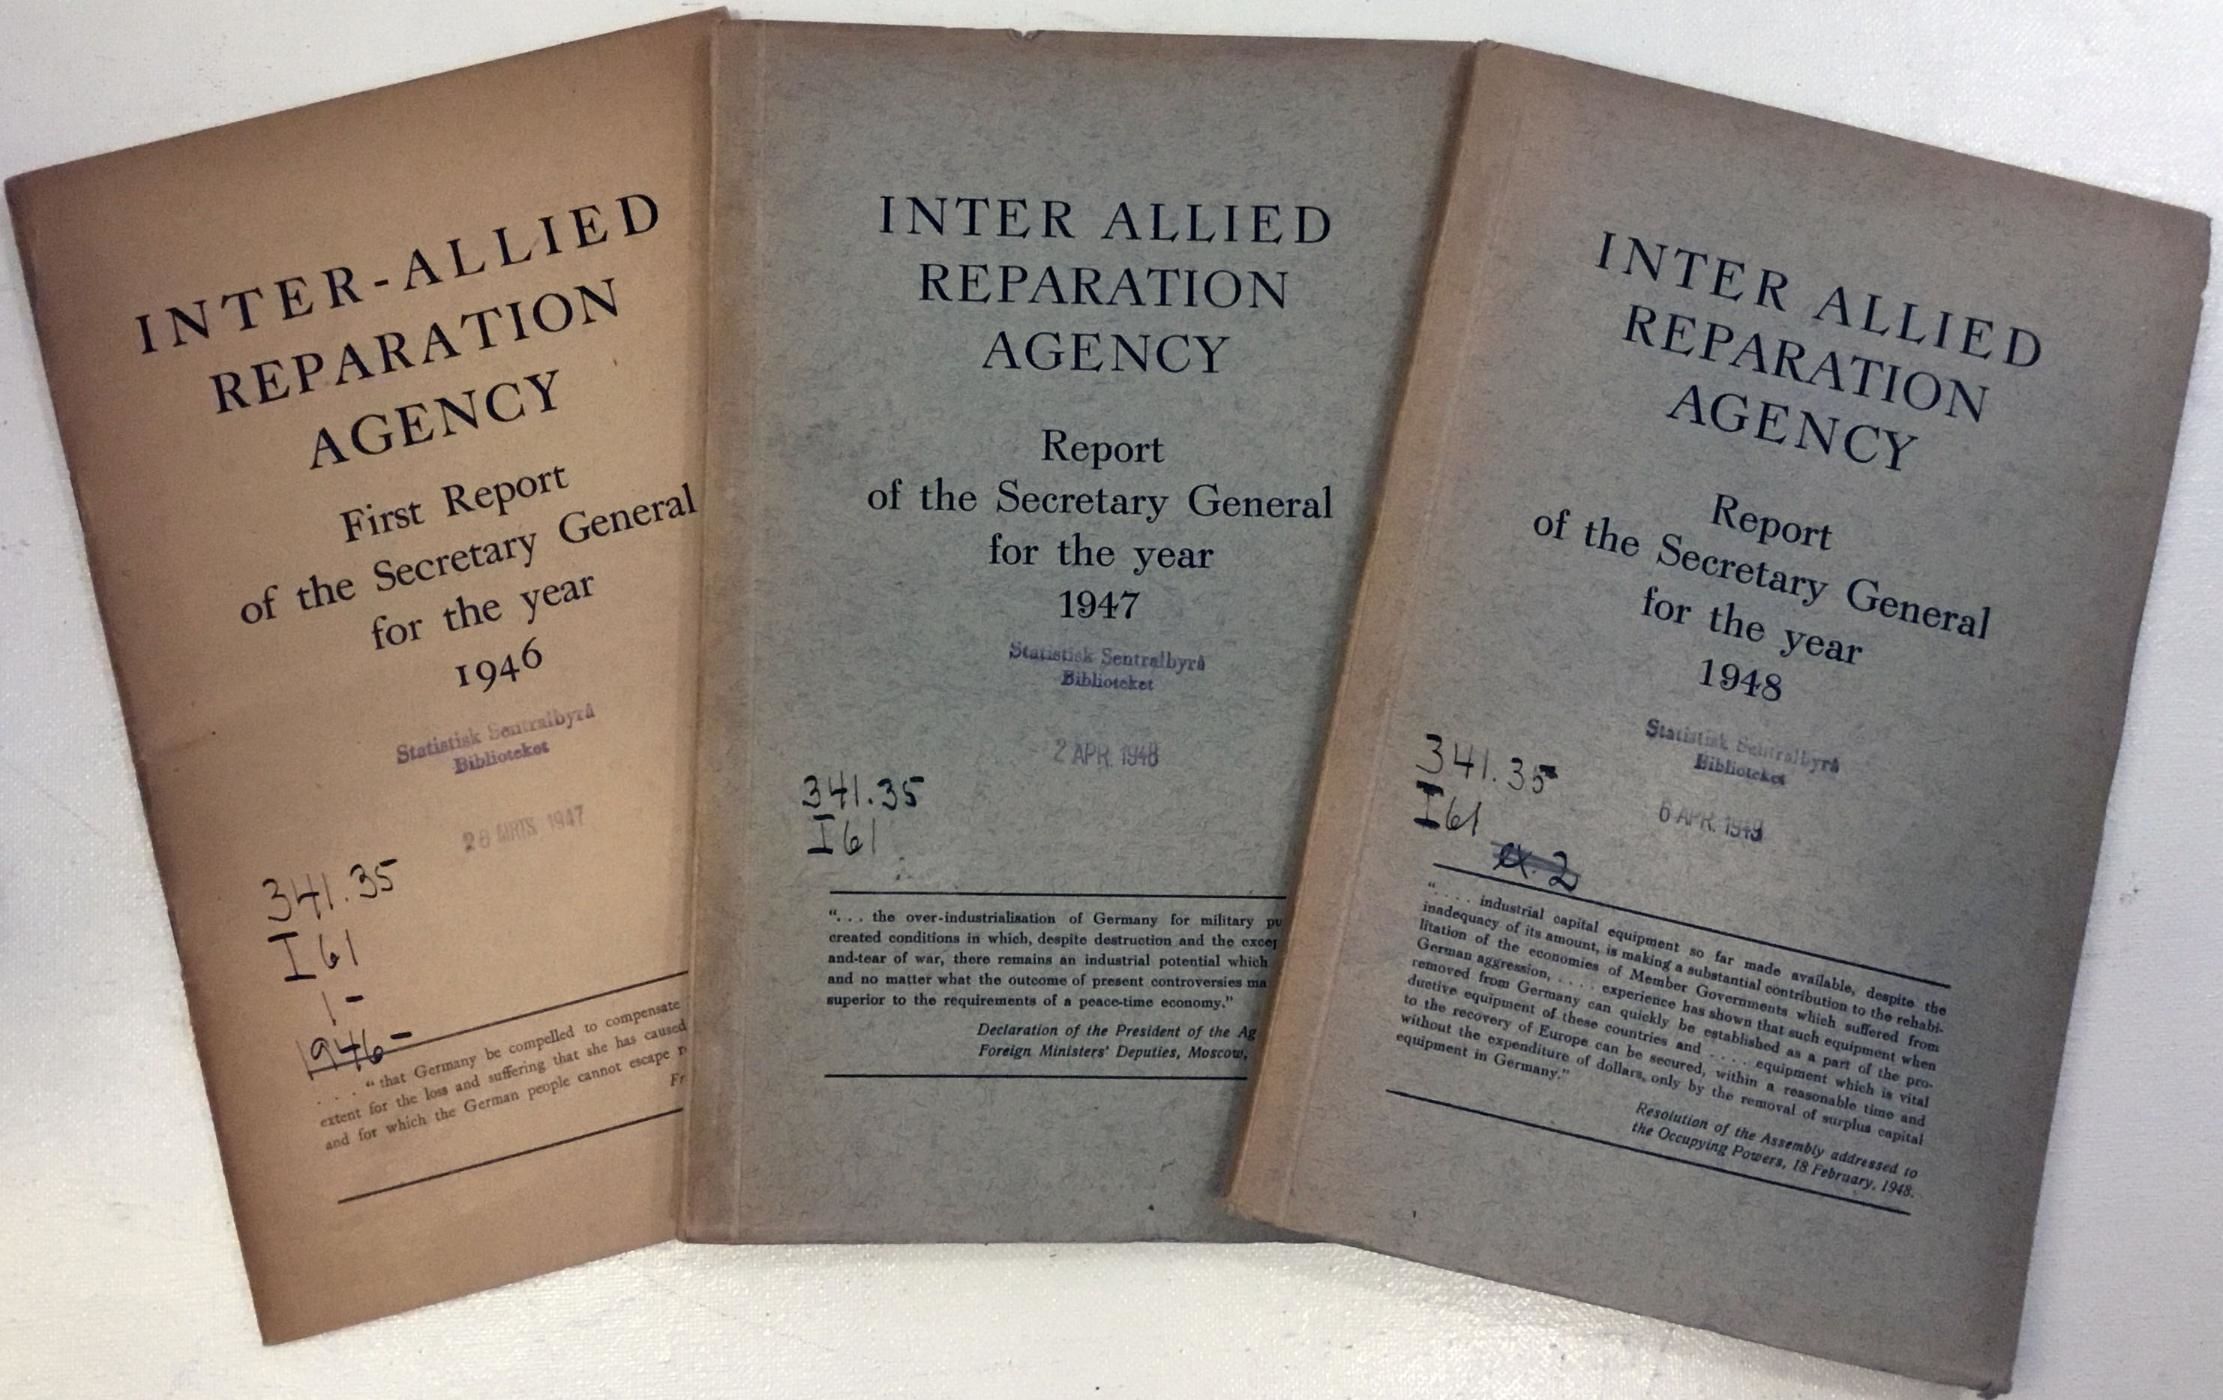 INTER-ALLIED
REPARATION
AGENCY
First Report
of the Secretary General
for the year
1946
Statistisk Sentralbyrå
Biblioteket
28 MRTS. 1947
341.35
I61
1-
1946-
. . . "that Germany be compelled to compensate
extent for the loss and suffering that she has caused
and for which the German people cannot escape
INTER ALLIED
REPARATION
AGENCY
Report
of the Secretary General
for the year
1947
Statistisk Sentralbyrå
Biblioteket
2 APR. 1948
341.35
I61
". . . the over-industrialisation of Germany for military pu
created conditions in which, despite destruction and the excep
and-tear of war, there remains an industrial potential which
and no matter what the outcome of present controversies ma
superior to the requirements of a peace-time economy."
Declaration of the President of the Ag
Foreign Ministers' Deputies, Moscow,
INTER ALLIED
REPARATION
AGENCY
Report
of the Secretary General
for the year
1948
Statistisk Sentralbyrå
Biblioteket
6 APR. 1949
341.35
I61
ex. 2
". . . . industrial capital equipment so far made available, despite the
inadequacy of its amount, is making a substantial contribution to the rehabi-
litation of the economies of Member Governments which suffered from
German aggression, . . . . experience has shown that such equipment when
removed from Germany can quickly be established as a part of the pro-
ductive equipment of these countries and . . . . equipment which is vital
to the recovery of Europe can be secured, within a reasonable time and
without the expenditure of dollars, only by the removal of surplus capital
equipment in Germany."
Resolution of the Assembly addressed to
the Occupying Powers, 18 February, 1948.